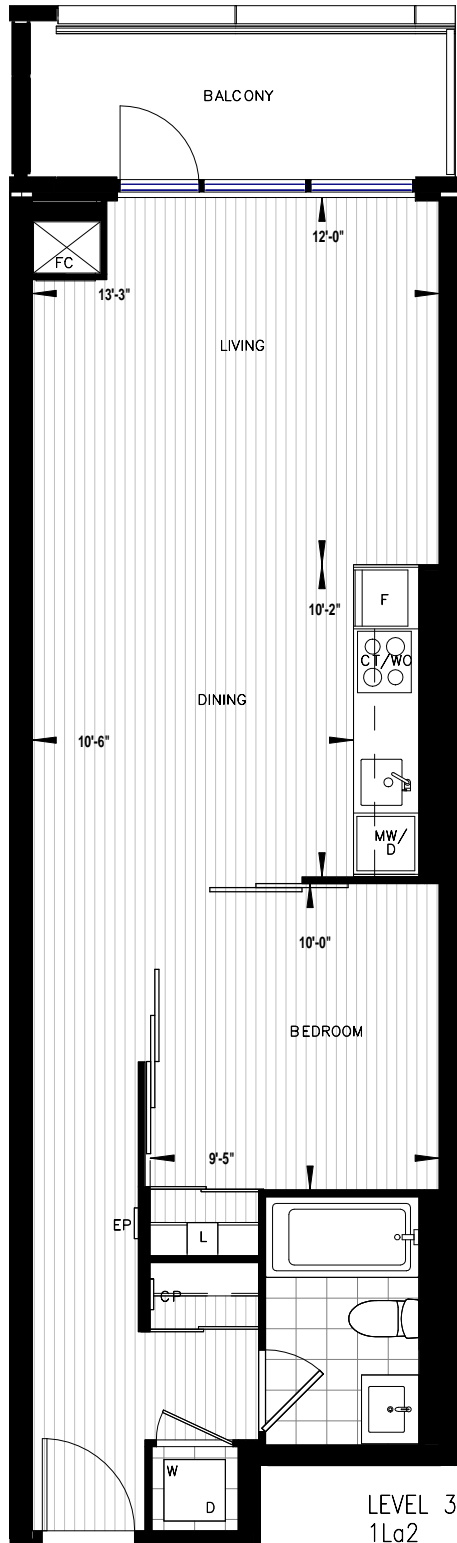 BALCONY
12'-0"
FC
13'-3"
LIVING
F
10'-2"
CT/WO
DINING
10'-6"
MW/
D
10'-0"
BEDROOM
9'-5"
EP
L
CP
W
D
LEVEL 3
1La2